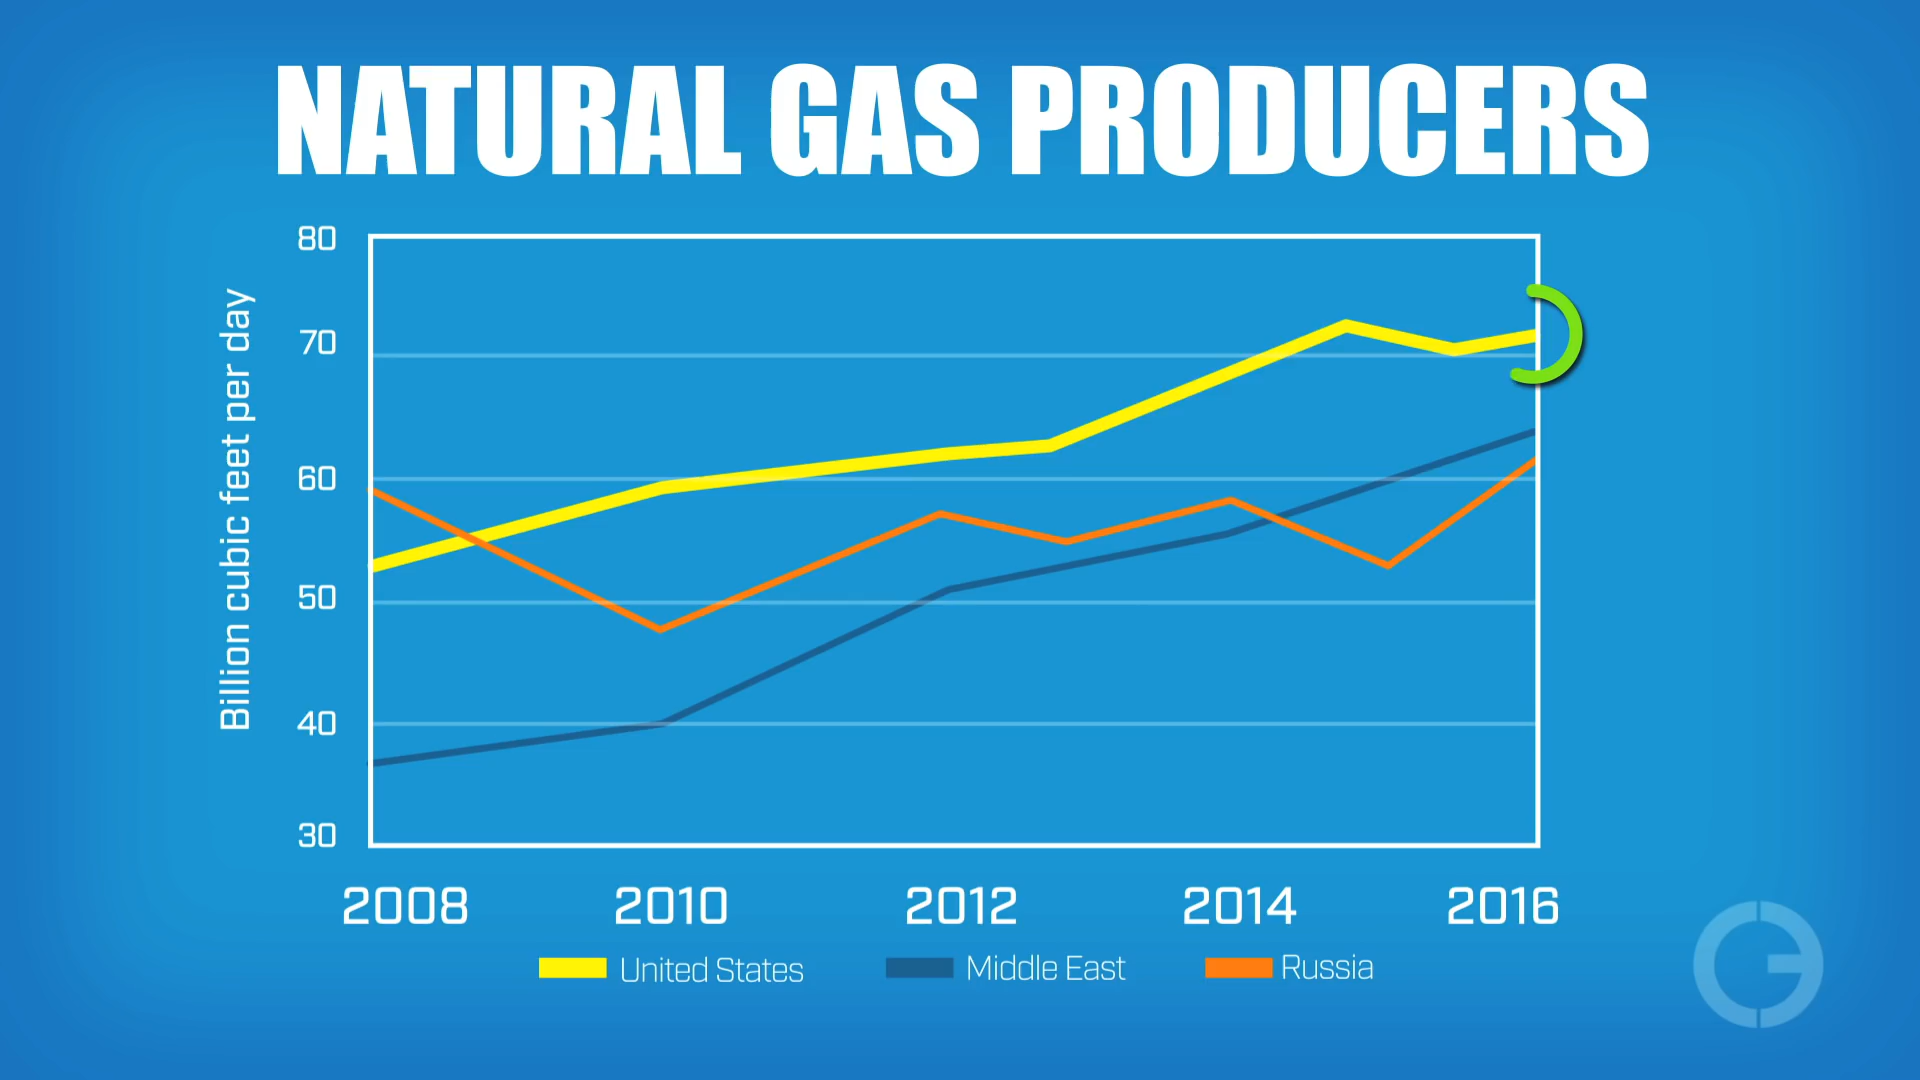 NATURAL GAS PRODUCERS
Billion cubic feet per day
80
70
60
50
40
30
2008 2010 2012 2014 2016
United States Middle East Russia